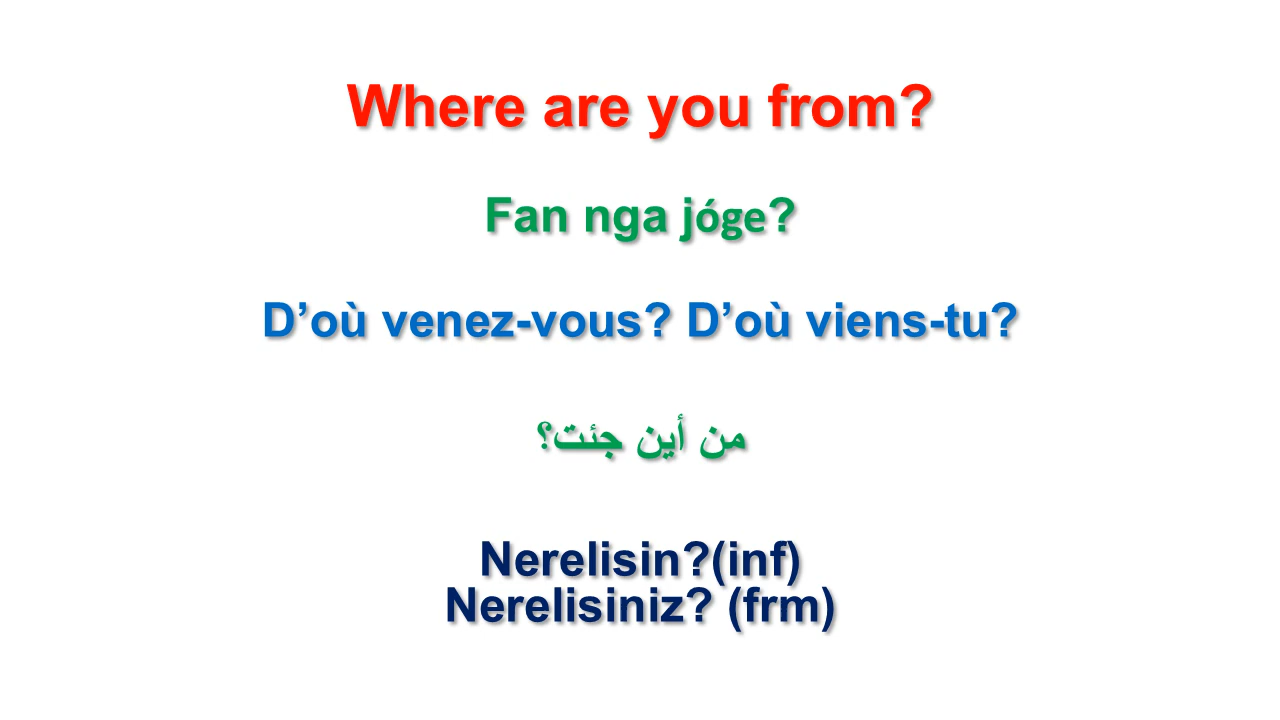 Where are you from?
Fan nga jóge?
D’où venez-vous? D’où viens-tu?
من أين جئت؟
Nerelisin?(inf)
Nerelisiniz? (frm)